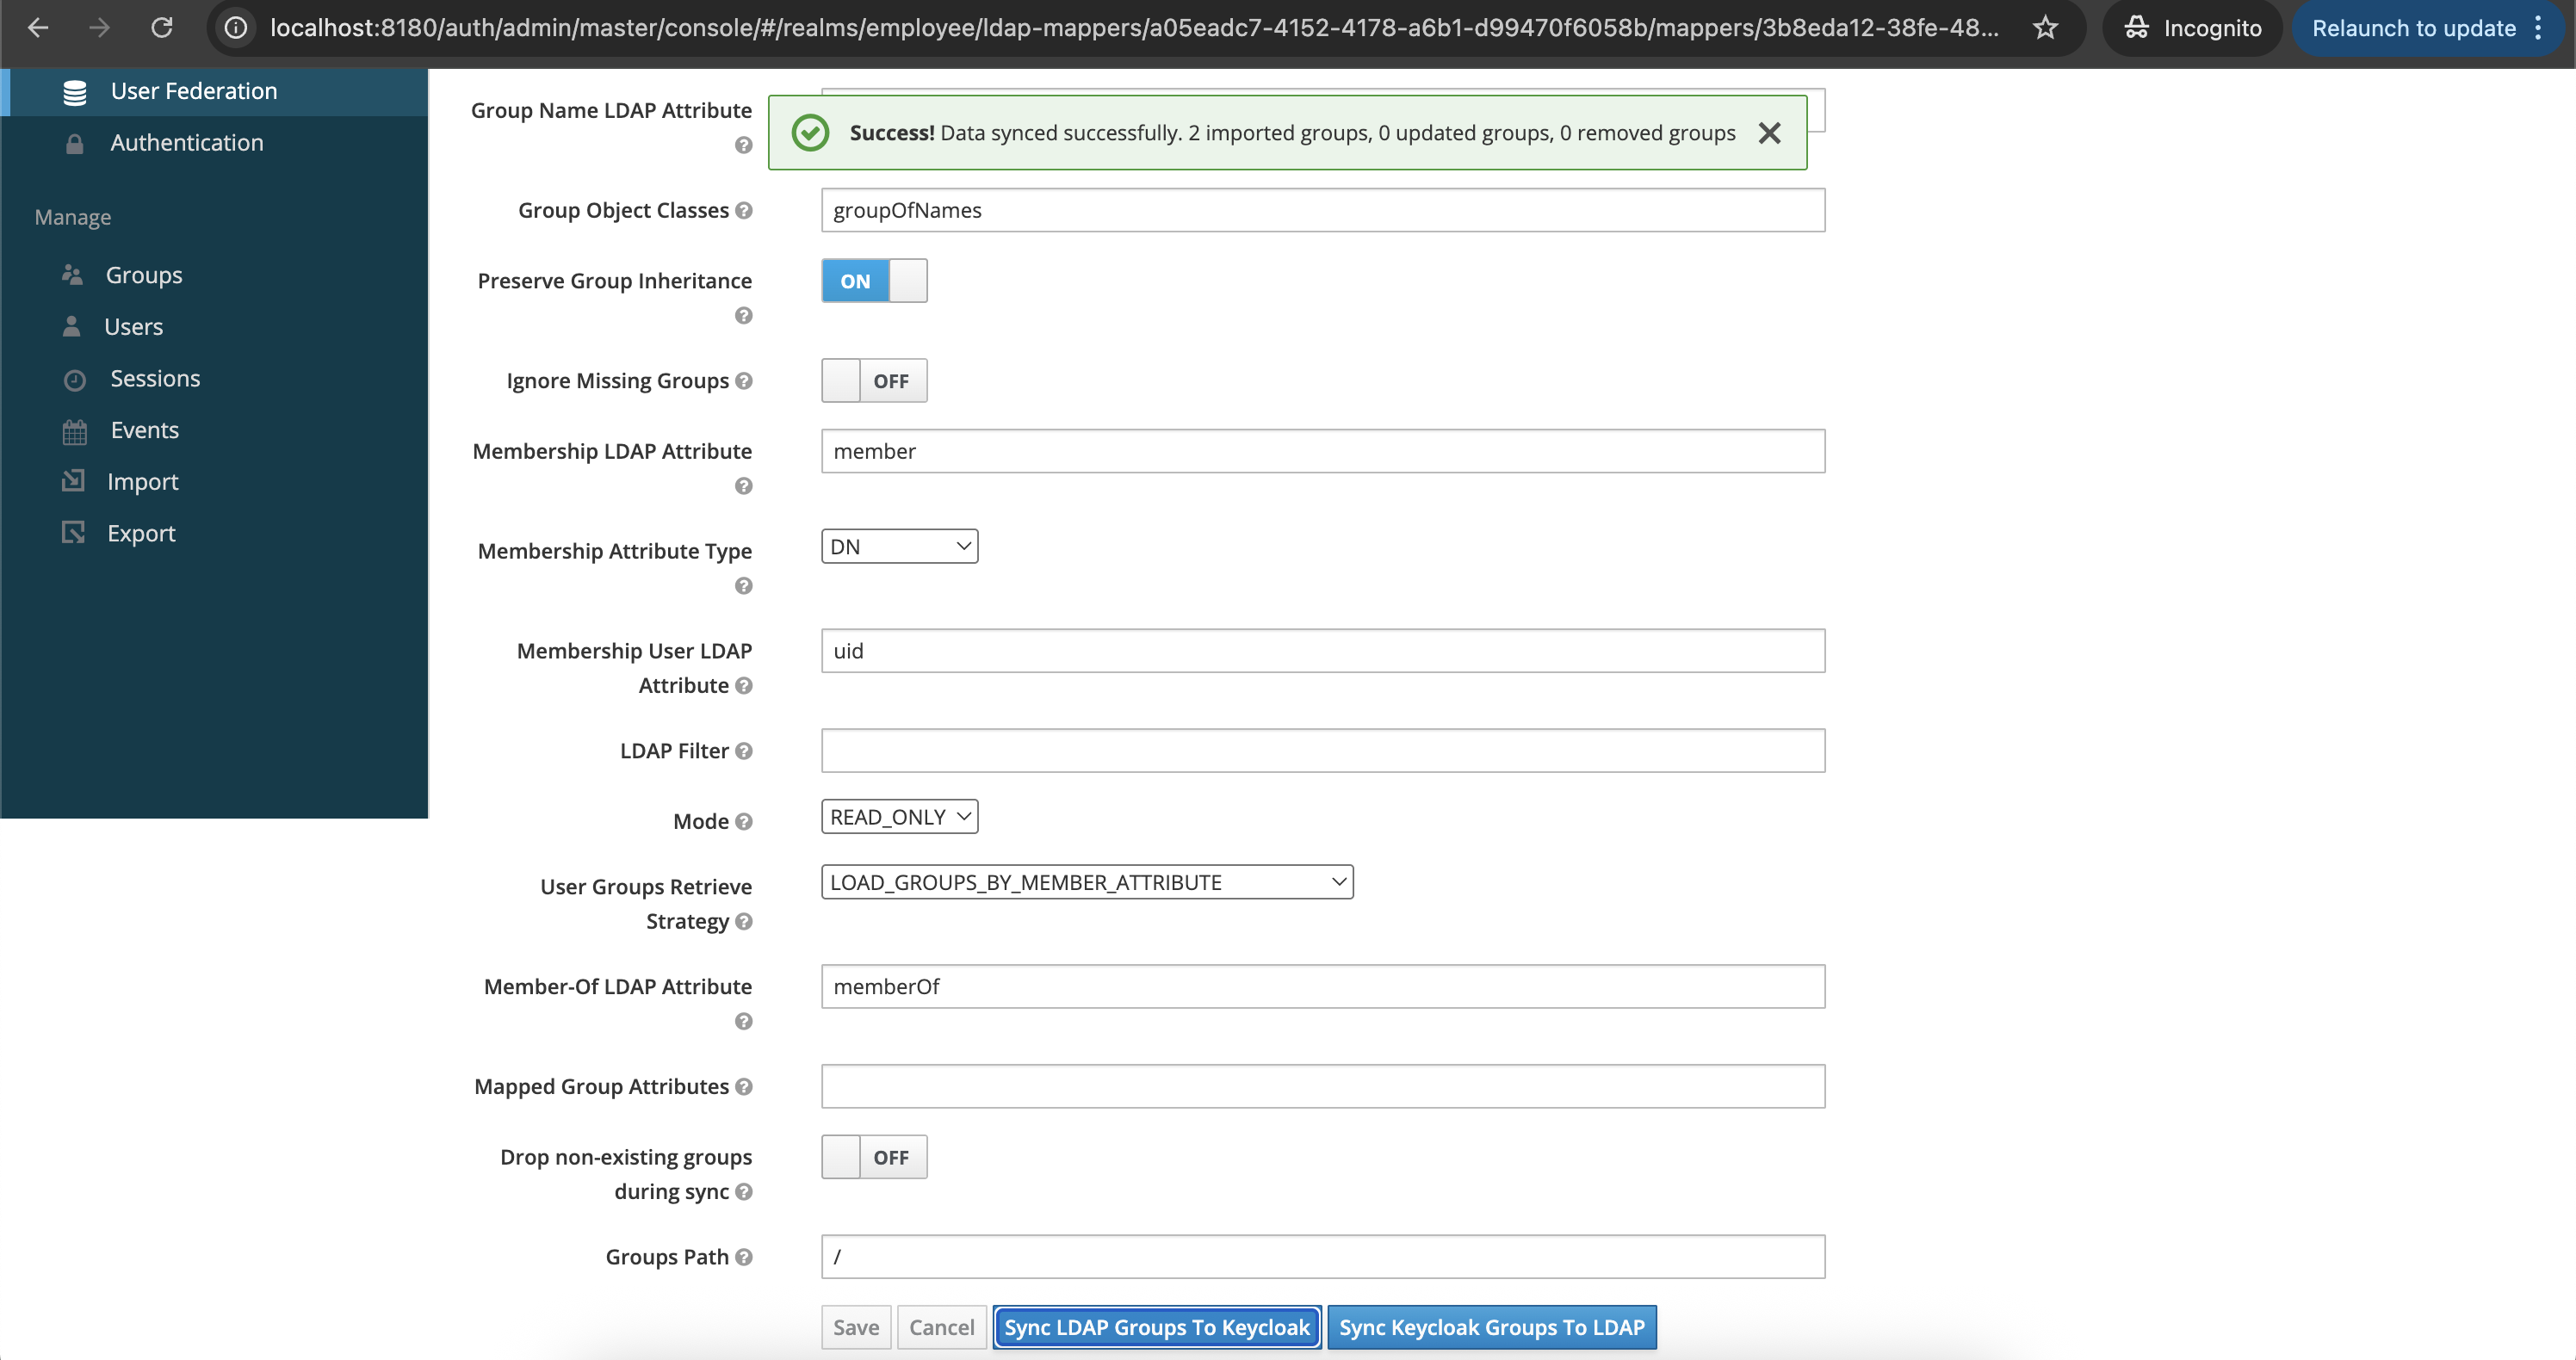 localhost:8180/auth/admin/master/console/#/realms/employee/ldap-mappers/a05eadc7-4152-4178-a6b1-d99470f6058b/mappers/3b8eda12-38fe-48...
Incognito
Relaunch to update
User Federation
Authentication
Manage
Groups
Users
Sessions
Events
Import
Export
Group Name LDAP Attribute
Success! Data synced successfully. 2 imported groups, 0 updated groups, 0 removed groups
Group Object Classes
groupOfNames
Preserve Group Inheritance
ON
Ignore Missing Groups
OFF
Membership LDAP Attribute
member
Membership Attribute Type
DN
Membership User LDAP
Attribute
uid
LDAP Filter
Mode
READ_ONLY
User Groups Retrieve
Strategy
LOAD_GROUPS_BY_MEMBER_ATTRIBUTE
Member-Of LDAP Attribute
memberOf
Mapped Group Attributes
Drop non-existing groups
during sync
OFF
Groups Path
/
Save
Cancel
Sync LDAP Groups To Keycloak
Sync Keycloak Groups To LDAP